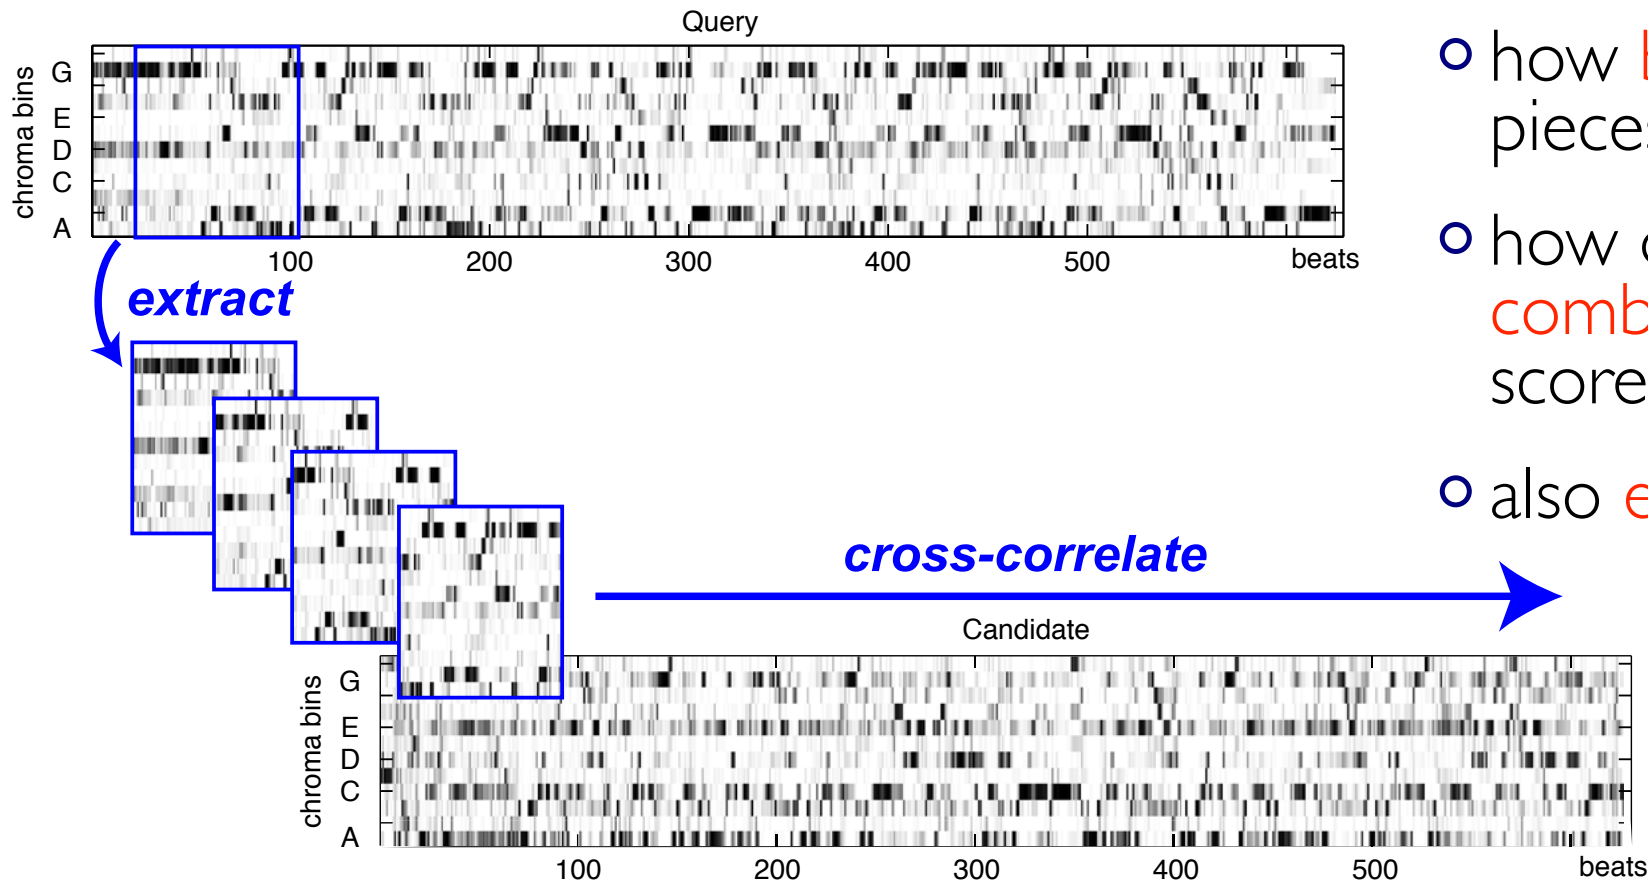 Query
chroma bins
G
E
D
C
A
100 200 300 400 500 beats
extract
cross-correlate
Candidate
chroma bins
G
E
D
C
A
100 200 300 400 500 beats
how
pieces
how
score
also